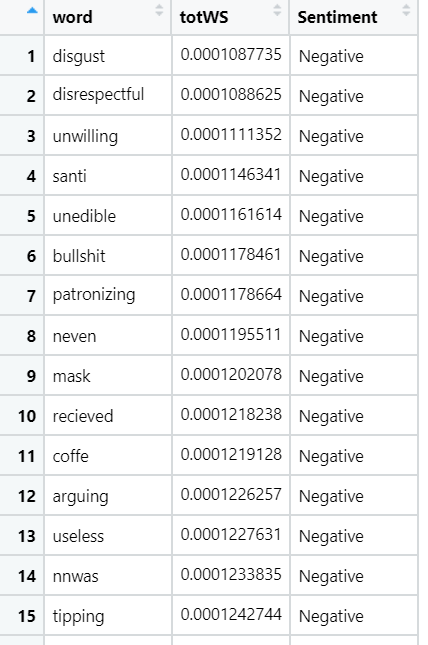 word totWS Sentiment
1 disgust 0.0001087735 Negative
2 disrespectful 0.0001088625 Negative
3 unwilling 0.0001111352 Negative
4 santi 0.0001146341 Negative
5 unedible 0.0001161614 Negative
6 bullshit 0.0001178461 Negative
7 patronizing 0.0001178664 Negative
8 neven 0.0001195511 Negative
9 mask 0.0001202078 Negative
10 recieved 0.0001218238 Negative
11 coffe 0.0001219128 Negative
12 arguing 0.0001226257 Negative
13 useless 0.0001227631 Negative
14 nnwas 0.0001233835 Negative
15 tipping 0.0001242744 Negative